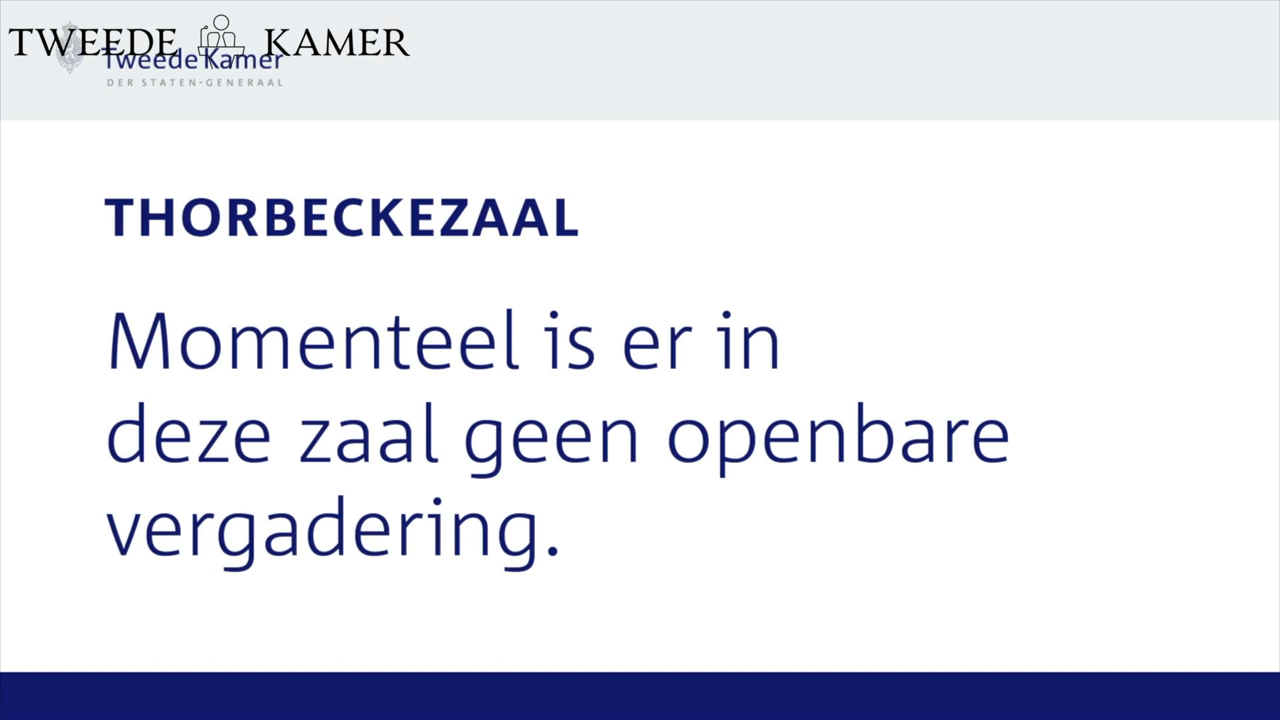 TWEEDE KAMER
Tweede Kamer
DER STATEN-GENERAAL
THORBECKEZAAL
Momenteel is er in
deze zaal geen openbare
vergadering.